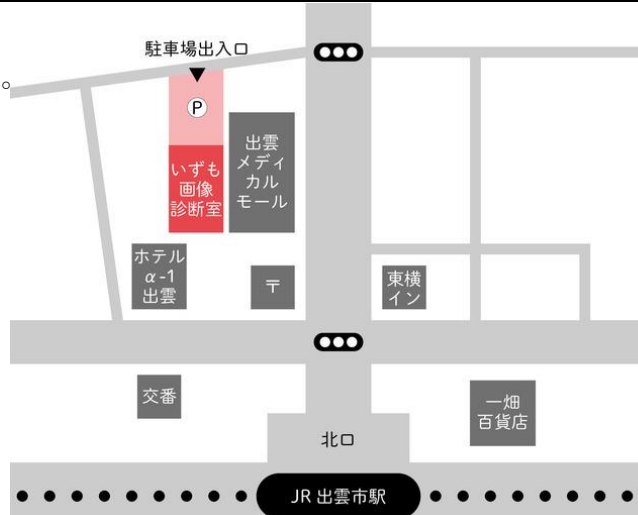 駐車場出入口
。
P
いずも
画像
診断室
出雲
メディ
カル
モール
ホテル
α-1
出雲
〒
東横
イン
交番
一畑
百貨店
北口
JR 出雲市駅